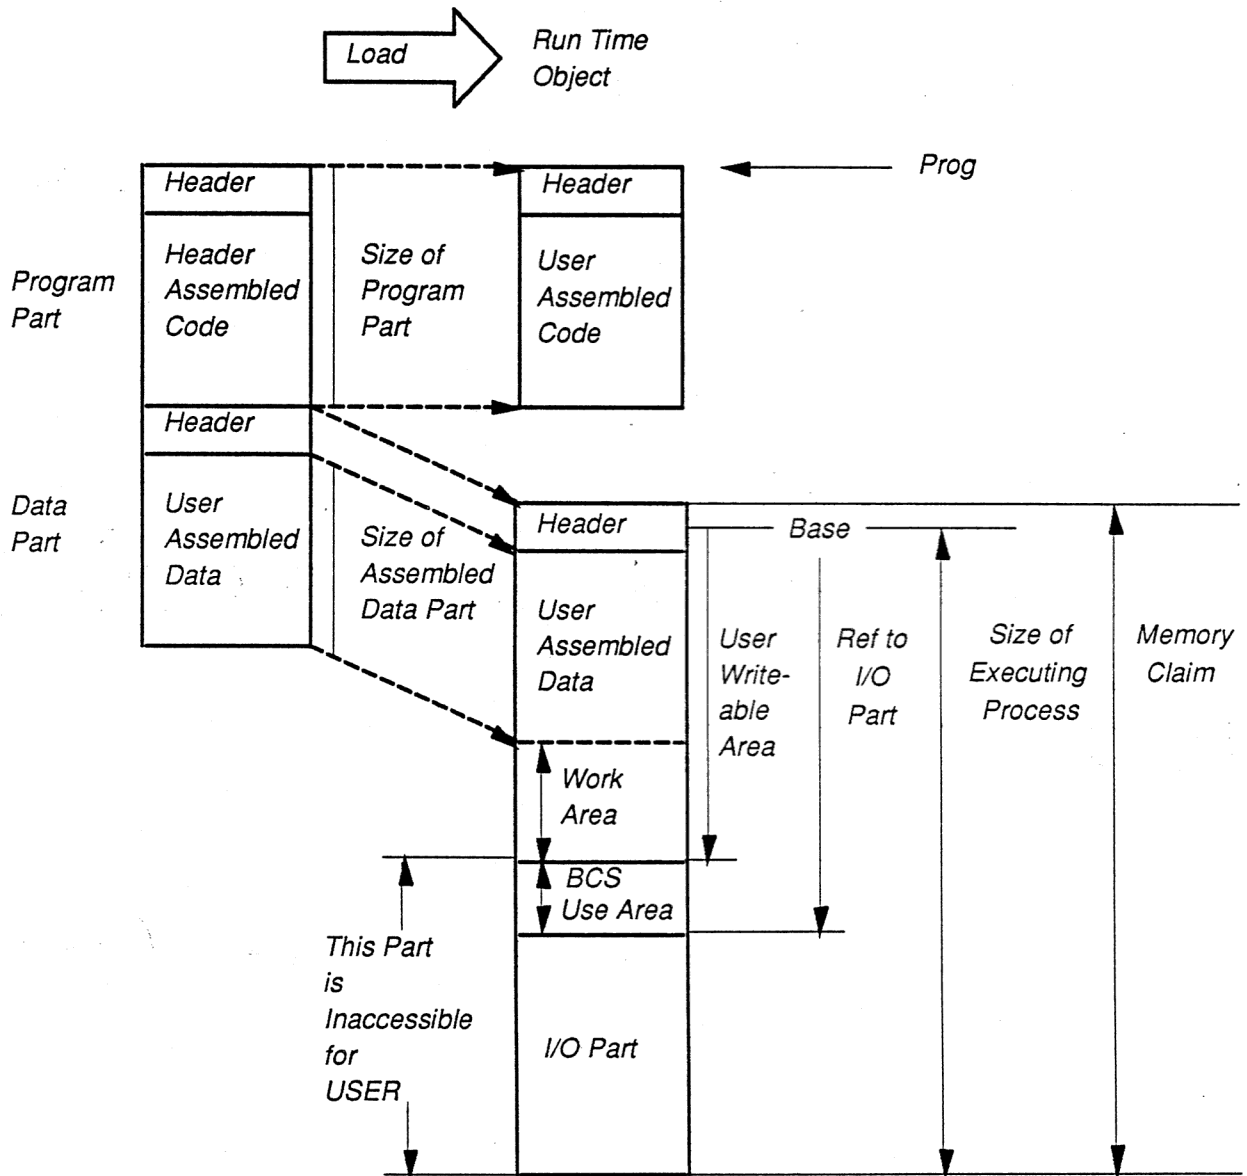 Load
Run Time
Object
Prog
Header
Header
Header
Assembled
Code
Size of
Program
Part
User
Assembled
Code
Program
Part
Header
Data
Part
User
Assembled
Data
Size of
Assembled
Data Part
Header
Base
User
Assembled
Data
User
Write-
able
Area
Ref to
I/O
Part
Size of
Executing
Process
Memory
Claim
Work
Area
BCS
Use Area
This Part
is
Inaccessible
for
USER
I/O Part